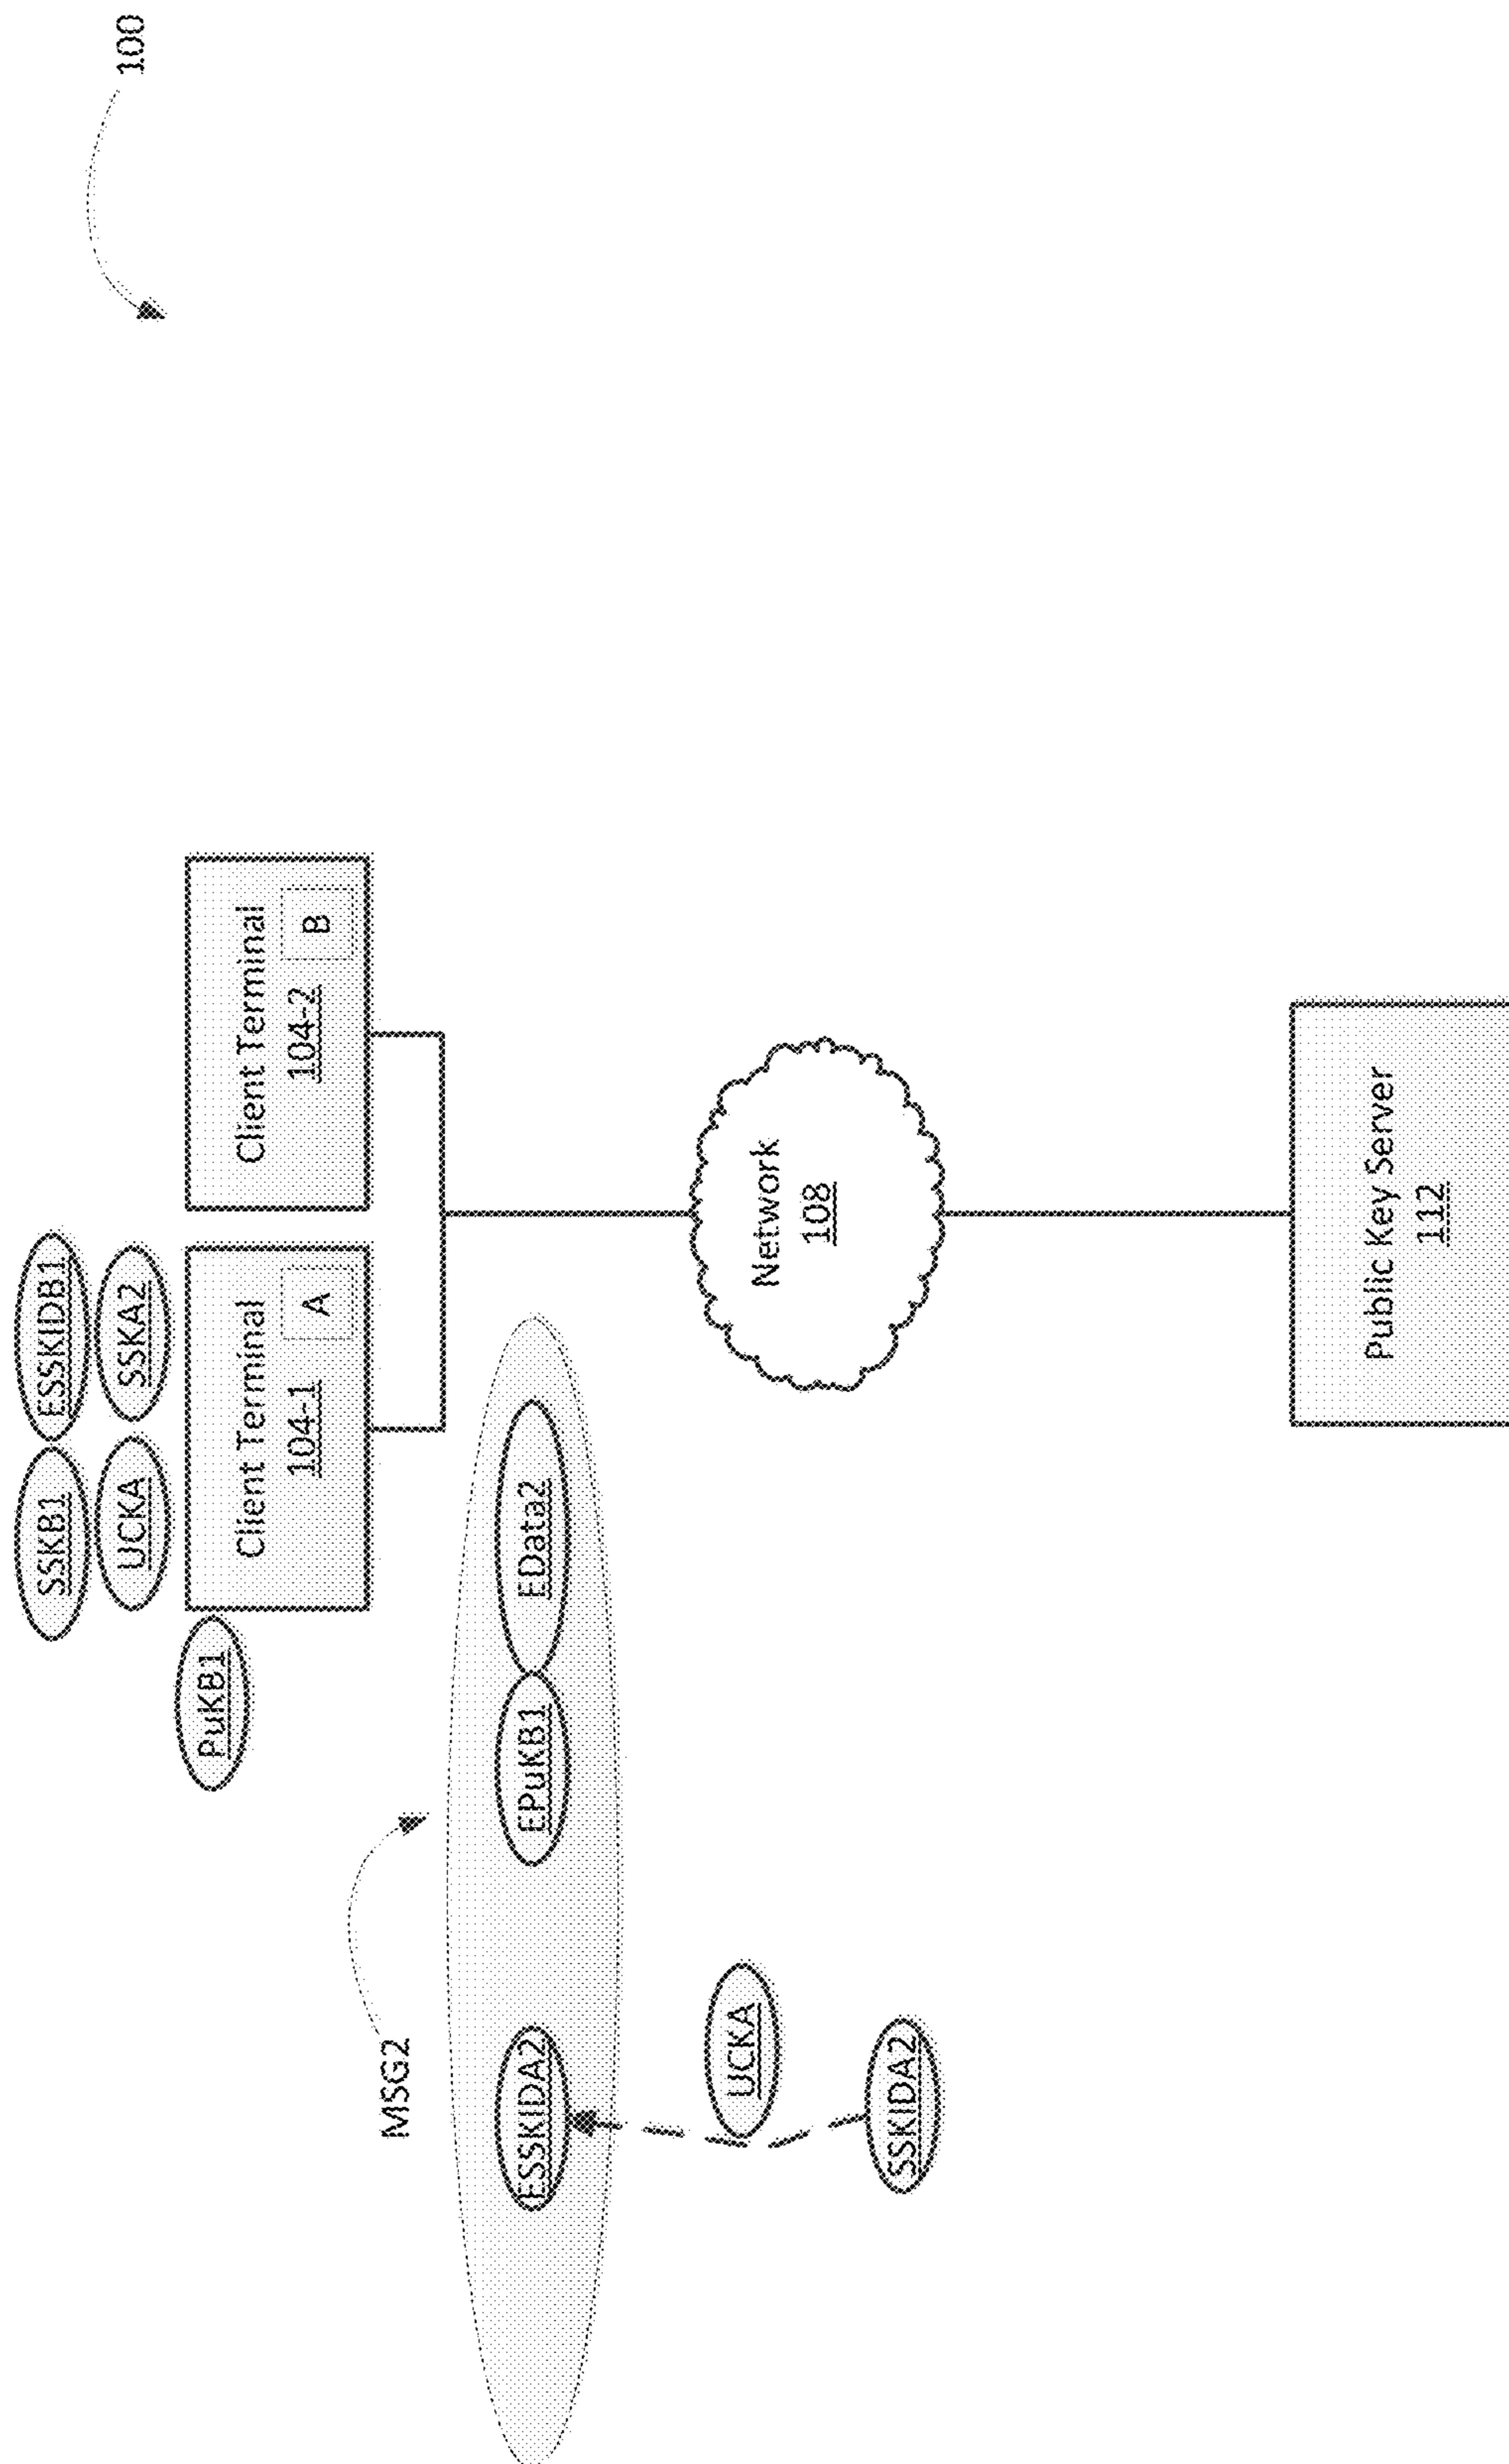 100
SSKB1
ESSKIDB1
UCKA
SSKA2
PuKB1
Client Terminal
104-1
A
Client Terminal
104-2
B
MSG2
ESSKIDA2
EPuKB1
EData2
UCKA
SSKIDA2
Network
108
Public Key Server
112